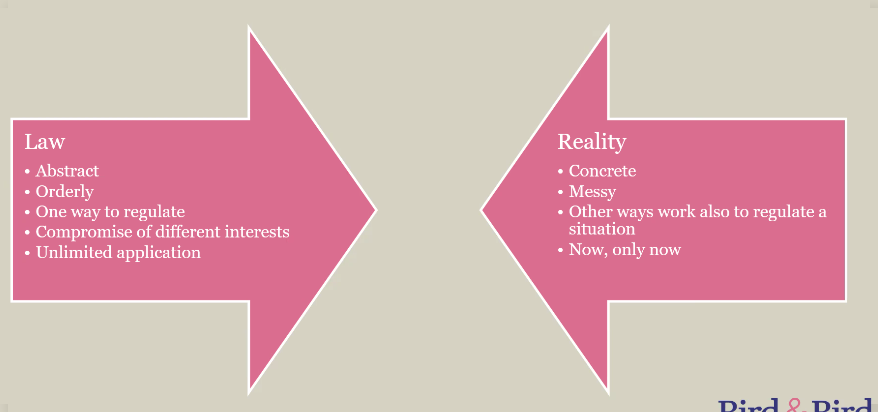 Law
• Abstract
• Orderly
• One way to regulate
• Compromise of different interests
• Unlimited application
Reality
• Concrete
• Messy
• Other ways work also to regulate a
situation
• Now, only now
Bird & Bird